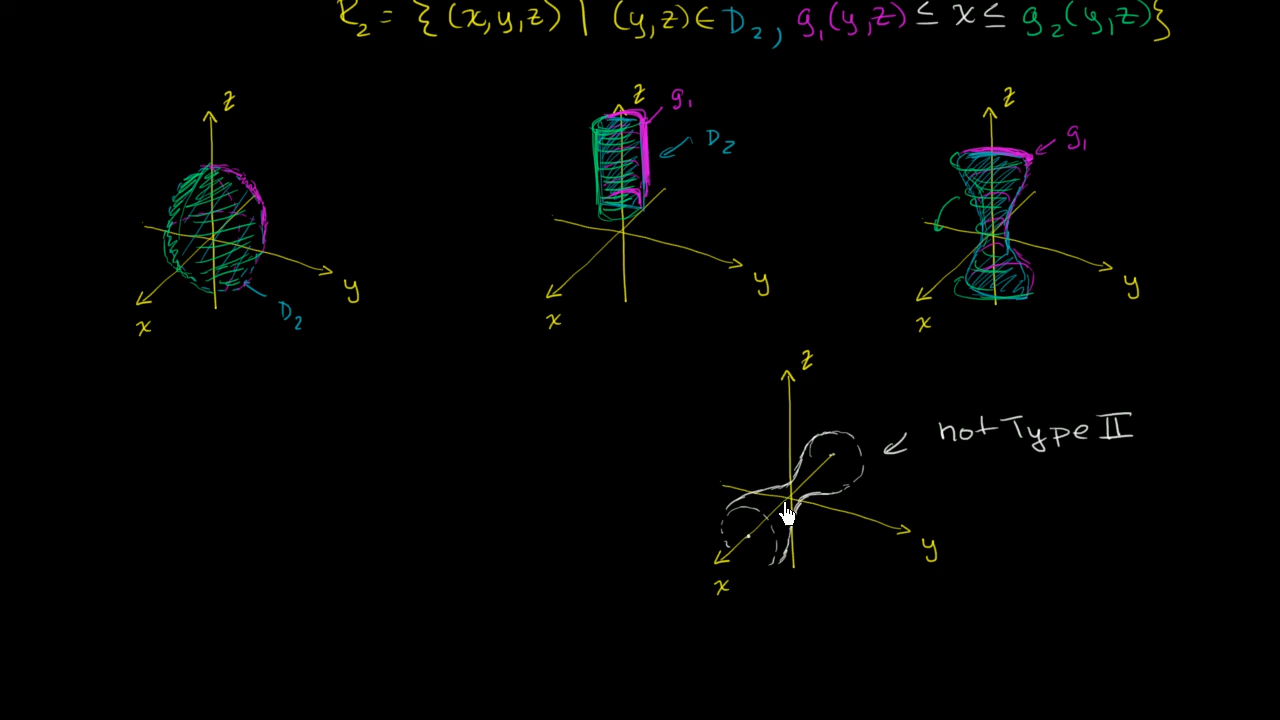 R₂ = { (x,y,z) | (y,z) ∈ D₂, g₁(y,z) ≤ x ≤ g₂(y,z)}
z z g₁ z g₁
D₂
y y y
x D₂ x x
z
not Type II
y
x